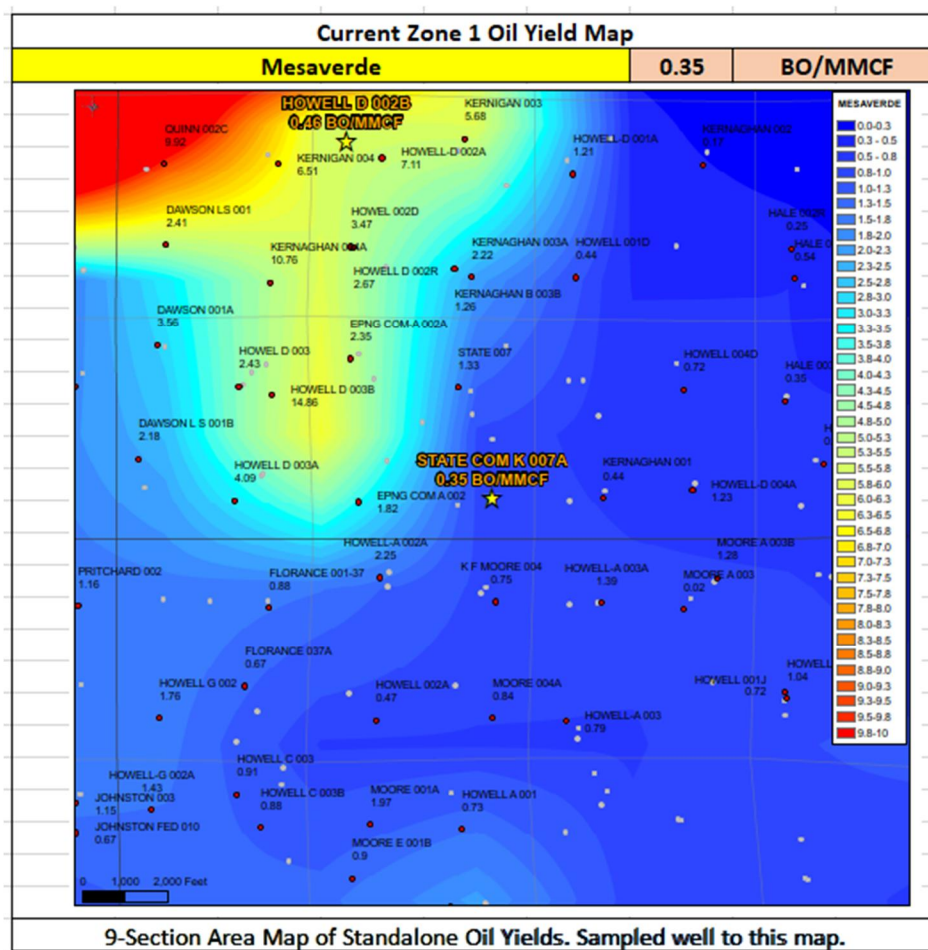 Current Zone 1 Oil Yield Map
Mesaverde 0.35 BO/MMCF
HOWELL D 002B
0.46 BO/MMCF
KERNIGAN 003
5.68
QUINN 002C
9.92
KERNIGAN 004
6.51
HOWELL-D 002A
7.11
HOWELL-D 001A
1.21
KERNAGHAN 002
0.17
DAWSON LS 001
2.41
HOWEL 002D
3.47
HALE 002R
0.25
KERNAGHAN
10.76
HOWELL D 002R
2.67
KERNAGHAN 003A
2.22
HOWELL 001D
0.44
HALE
0.54
KERNAGHAN B 003B
1.26
DAWSON 001A
3.56
EPNG COM-A 002A
2.35
HOWEL D 003
2.43
STATE 007
1.33
HOWELL 004D
0.72
HALE
0.35
HOWELL D 003B
14.86
DAWSON L S 001B
2.18
HOWELL D 003A
4.09
STATE COM K 007A
0.35 BO/MMCF
KERNAGHAN 001
0.44
EPNG COM A 002
1.82
HOWELL-D 004A
1.23
HOWELL-A 002A
2.25
MOORE A 003B
1.28
PRITCHARD 002
1.16
FLORANCE 001-37
0.88
K F MOORE 004
0.75
HOWELL-A 003A
1.39
MOORE A 003
0.02
FLORANCE 037A
0.67
HOWELL G 002
1.76
HOWELL 002A
0.47
MOORE 004A
0.84
HOWELL 001J
0.72
HOWELL
1.04
HOWELL-A 003
0.79
HOWELL C 003
0.91
HOWELL-G 002A
1.43
JOHNSTON 003
1.15
HOWELL C 003B
0.88
MOORE 001A
1.97
HOWELL A 001
0.73
JOHNSTON FED 010
0.67
MOORE E 001B
0.9
0 1,000 2,000 Feet
MESAVERDE
0.0-0.3
0.3 - 0.5
0.5 - 0.8
0.8-1.0
1.0-1.3
1.3-1.5
1.5-1.8
1.8-2.0
2.0-2.3
2.3-2.5
2.5-2.8
2.8-3.0
3.0-3.3
3.3-3.5
3.5-3.8
3.8-4.0
4.0-4.3
4.3-4.5
4.5-4.8
4.8-5.0
5.0-5.3
5.3-5.5
5.5-5.8
5.8-6.0
6.0-6.3
6.3-6.5
6.5-6.8
6.8-7.0
7.0-7.3
7.3-7.5
7.5-7.8
7.8-8.0
8.0-8.3
8.3-8.5
8.5-8.8
8.8-9.0
9.0-9.3
9.3-9.5
9.5-9.8
9.8-10
9-Section Area Map of Standalone Oil Yields. Sampled well to this map.